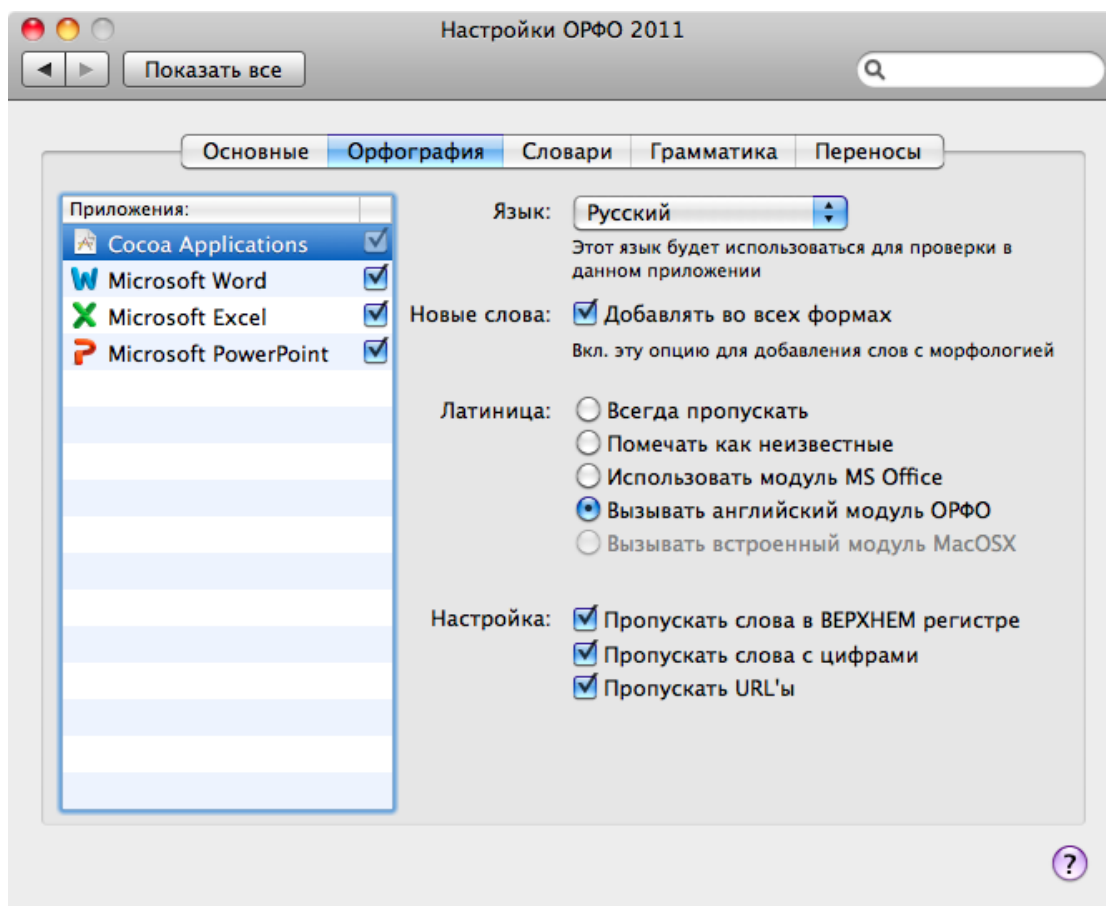 Настройки ОРФО 2011
Показать все
Основные Орфография Словари Грамматика Переносы
Приложения:
Cocoa Applications
Microsoft Word
Microsoft Excel
Microsoft PowerPoint
Язык: Русский
Этот язык будет использоваться для проверки в
данном приложении
Новые слова: Добавлять во всех формах
Вкл. эту опцию для добавления слов с морфологией
Латиница: Всегда пропускать
Помечать как неизвестные
Использовать модуль MS Office
Вызывать английский модуль ОРФО
Вызывать встроенный модуль MacOSX
Настройка: Пропускать слова в ВЕРХНЕМ регистре
Пропускать слова с цифрами
Пропускать URL'ы
?